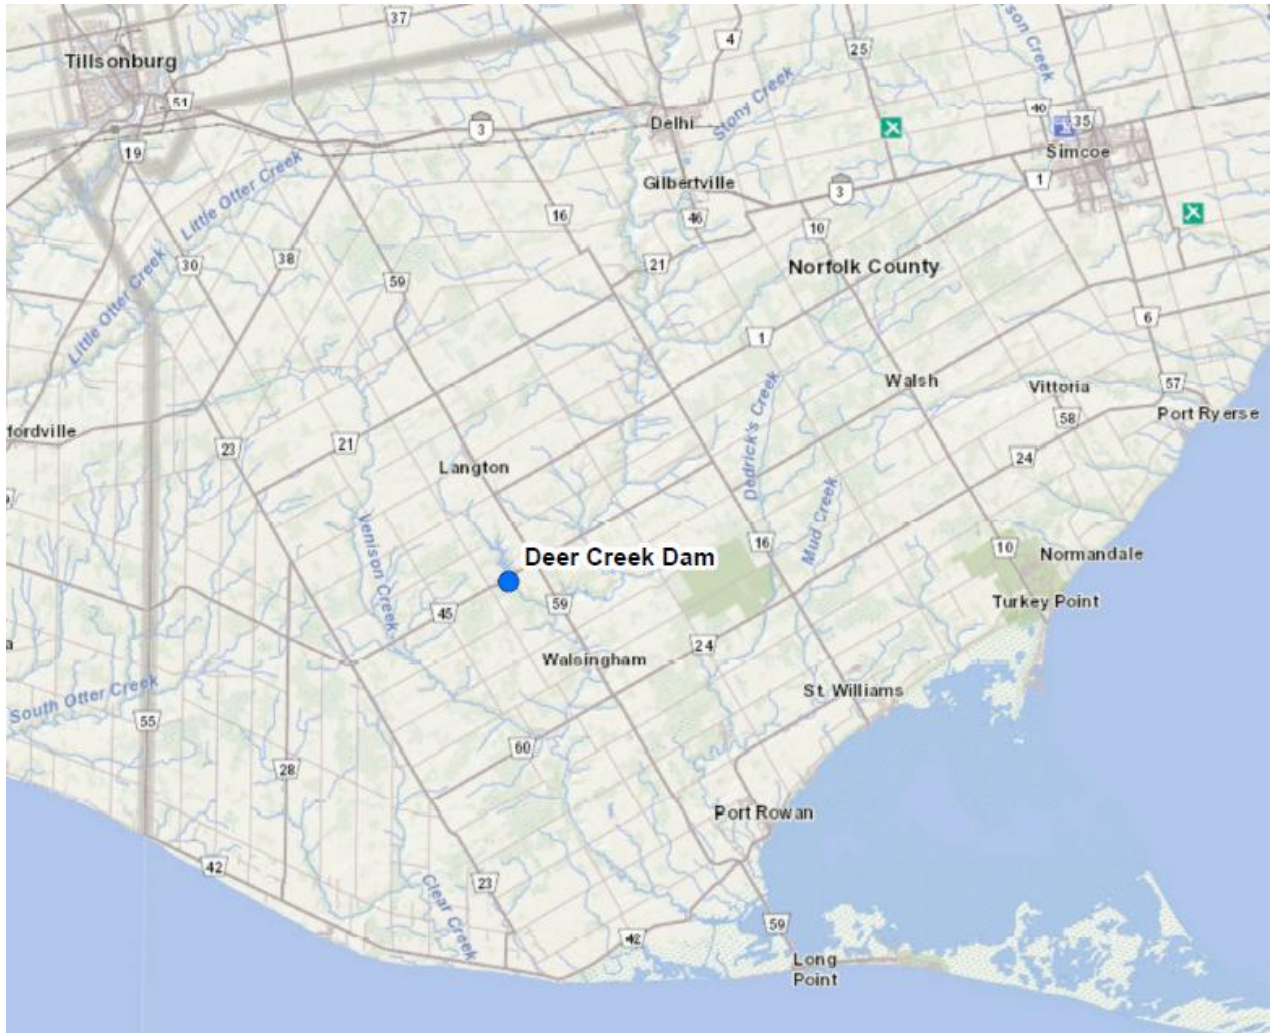 37
4
25
son Creek
Tillsonburg
51
40
35
3
Delhi
Stony Creek
Simcoe
19
Gilbertville
3
1
Little Otter Creek
16
46
10
30
38
21
Norfolk County
59
Little Otter Creek
6
1
Walsh
Vittoria
57
58
Port Ryerse
fordville
23
21
Dedrick's Creek
24
Langton
Venison Creek
Mud Creek
16
10
Normandale
Deer Creek Dam
45
59
Turkey Point
24
Walsingham
a
St. Williams
South Otter Creek
55
60
28
Port Rowan
42
Clear Creek
23
59
42
Long
Point